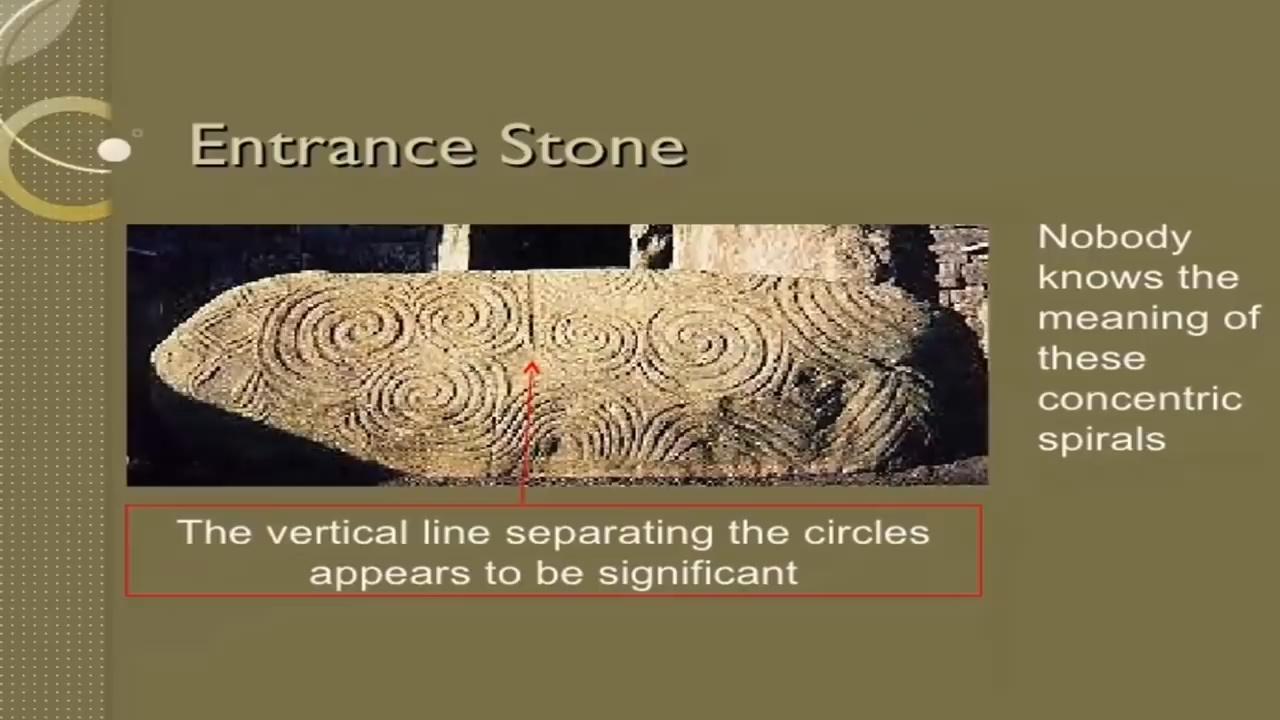 Entrance Stone
Nobody
knows the
meaning of
these
concentric
spirals
The vertical line separating the circles
appears to be significant